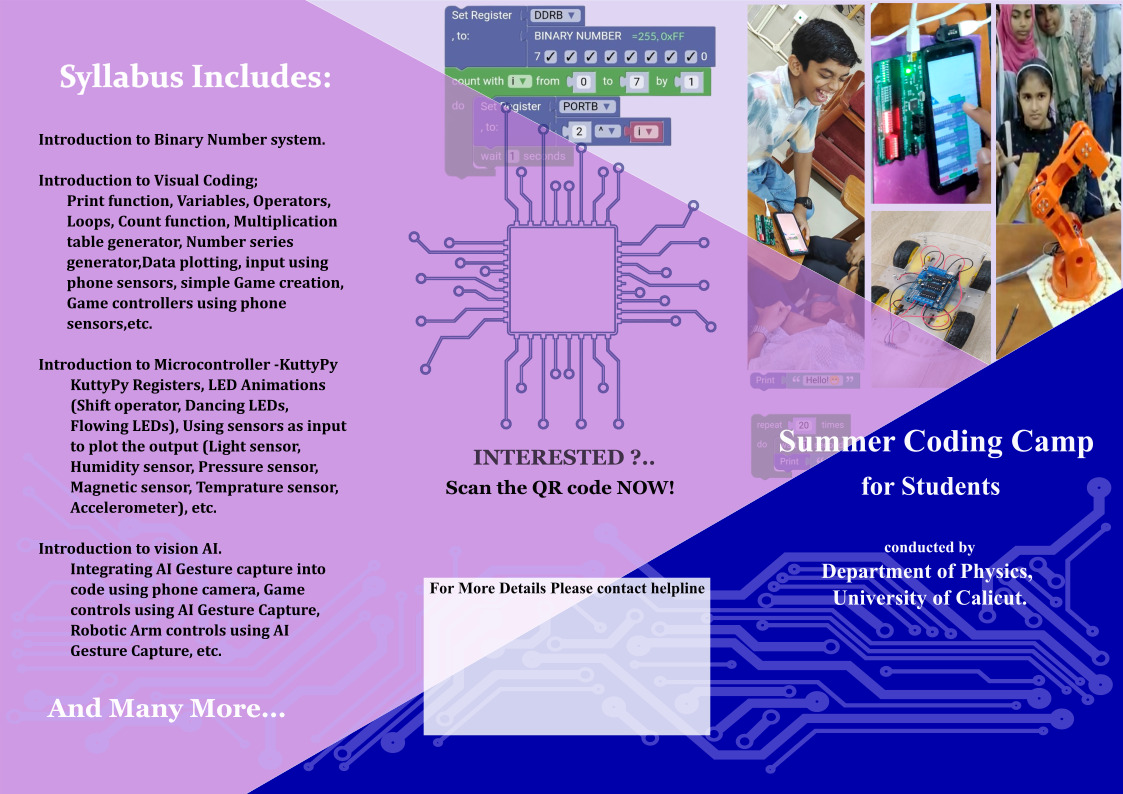 Syllabus Includes:
Introduction to Binary Number system.
Introduction to Visual Coding;
Print function, Variables, Operators,
Loops, Count function, Multiplication
table generator, Number series
generator,Data plotting, input using
phone sensors, simple Game creation,
Game controllers using phone
sensors,etc.
Introduction to Microcontroller -KuttyPy
KuttyPy Registers, LED Animations
(Shift operator, Dancing LEDs,
Flowing LEDs), Using sensors as input
to plot the output (Light sensor,
Humidity sensor, Pressure sensor,
Magnetic sensor, Temprature sensor,
Accelerometer), etc.
Introduction to vision AI.
Integrating AI Gesture capture into
code using phone camera, Game
controls using AI Gesture Capture,
Robotic Arm controls using AI
Gesture Capture, etc.
And Many More...
Set Register DDRB
, to: BINARY NUMBER =255, 0xFF
7 0
count with i from 0 to 7 by 1
do Set Register PORTB
, to: 2 ^ i
wait 1 seconds
INTERESTED ?..
Scan the QR code NOW!
For More Details Please contact helpline
Print “ Hello! ”
repeat 20 times
do
Print “
Summer Coding Camp
for Students
conducted by
Department of Physics,
University of Calicut.